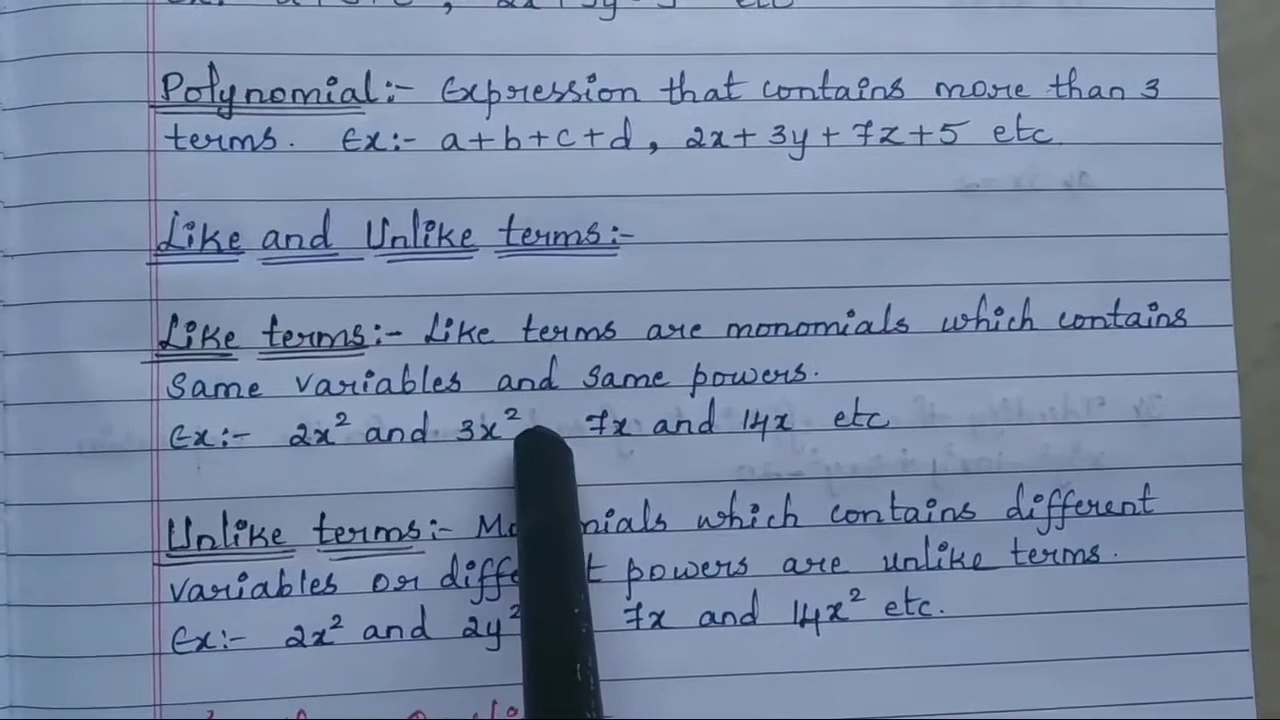 Polynomial:- Expression that contains more than 3
terms. Ex:- a+b+c+d, 2x+3y+7z+5 etc.
Like and Unlike terms:-
Like terms:- Like terms are monomials which contains
same variables and same powers.
Ex:- 2x² and 3x² 7x and 14x etc
Unlike terms:- which contains different
variables or powers are unlike terms.
Ex:- 2x² and 2y² 7x and 14x² etc.